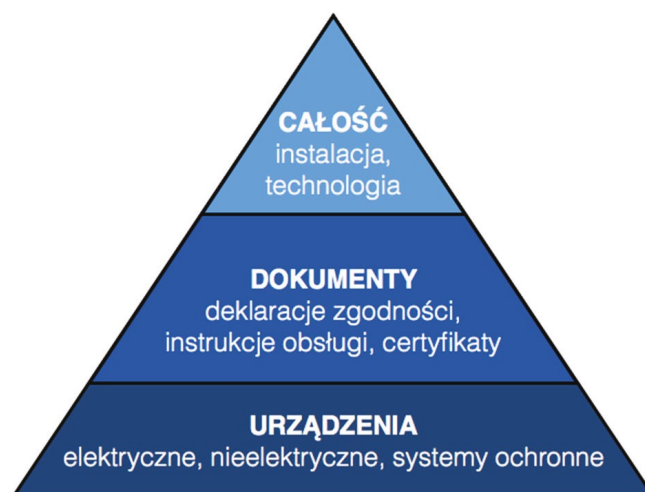 CAŁOŚĆ
instalacja,
technologia
DOKUMENTY
deklaracje zgodności,
instrukcje obsługi, certyfikaty
URZĄDZENIA
elektryczne, nieelektryczne, systemy ochronne